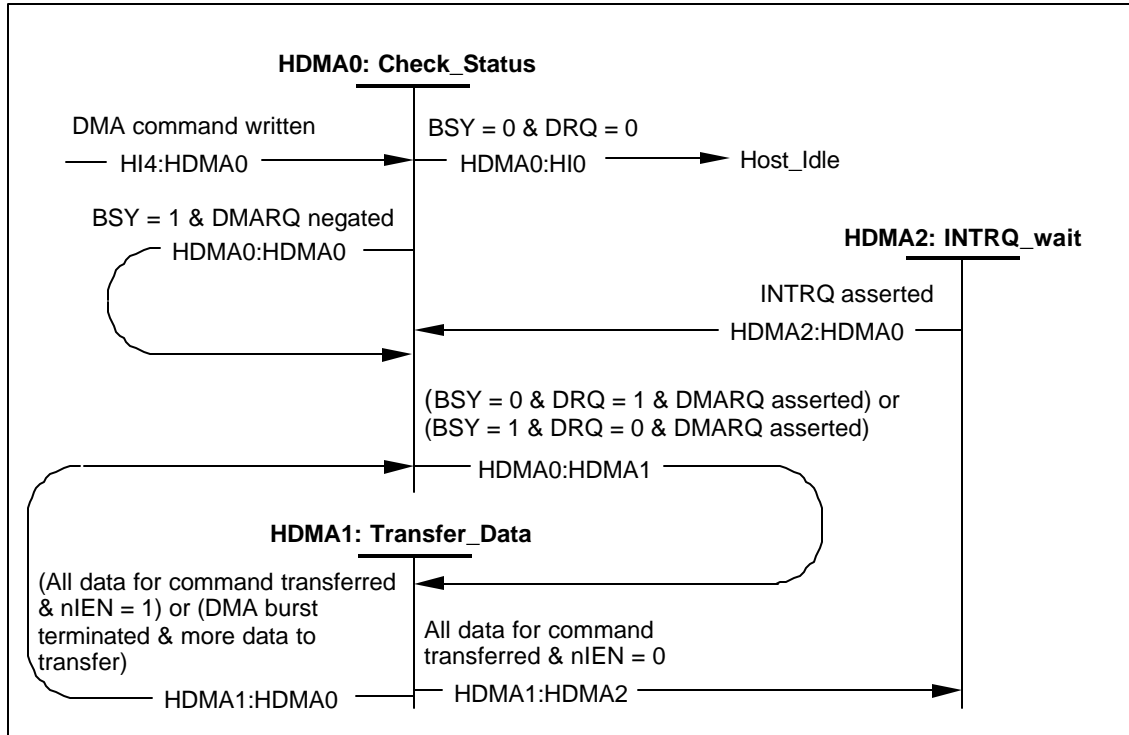 HDMA0: Check_Status
DMA command written
BSY = 0 & DRQ = 0
HI4:HDMA0
HDMA0:HI0
Host_Idle
BSY = 1 & DMARQ negated
HDMA0:HDMA0
HDMA2: INTRQ_wait
INTRQ asserted
HDMA2:HDMA0
(BSY = 0 & DRQ = 1 & DMARQ asserted) or
(BSY = 1 & DRQ = 0 & DMARQ asserted)
HDMA0:HDMA1
HDMA1: Transfer_Data
(All data for command transferred
& nIEN = 1) or (DMA burst
terminated & more data to
transfer)
HDMA1:HDMA0
All data for command
transferred & nIEN = 0
HDMA1:HDMA2